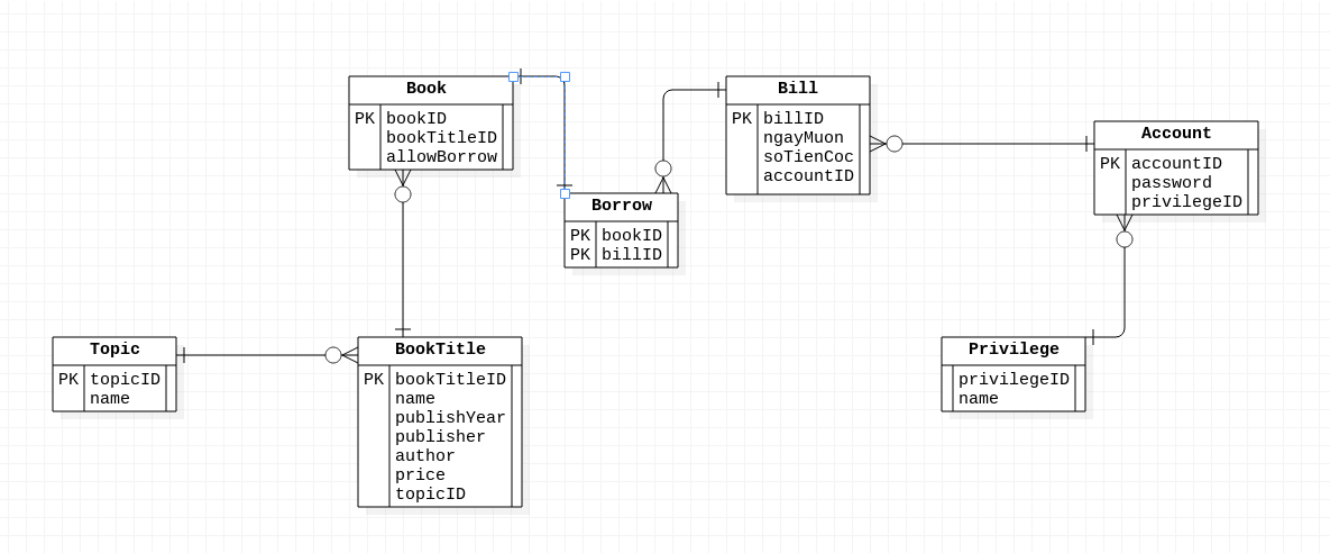 Book
PK bookID
bookTitleID
allowBorrow
Bill
PK billID
ngayMuon
soTienCoc
accountID
Account
PK accountID
password
privilegeID
Borrow
PK bookID
PK billID
Topic
PK topicID
name
BookTitle
PK bookTitleID
name
publishYear
publisher
author
price
topicID
Privilege
privilegeID
name